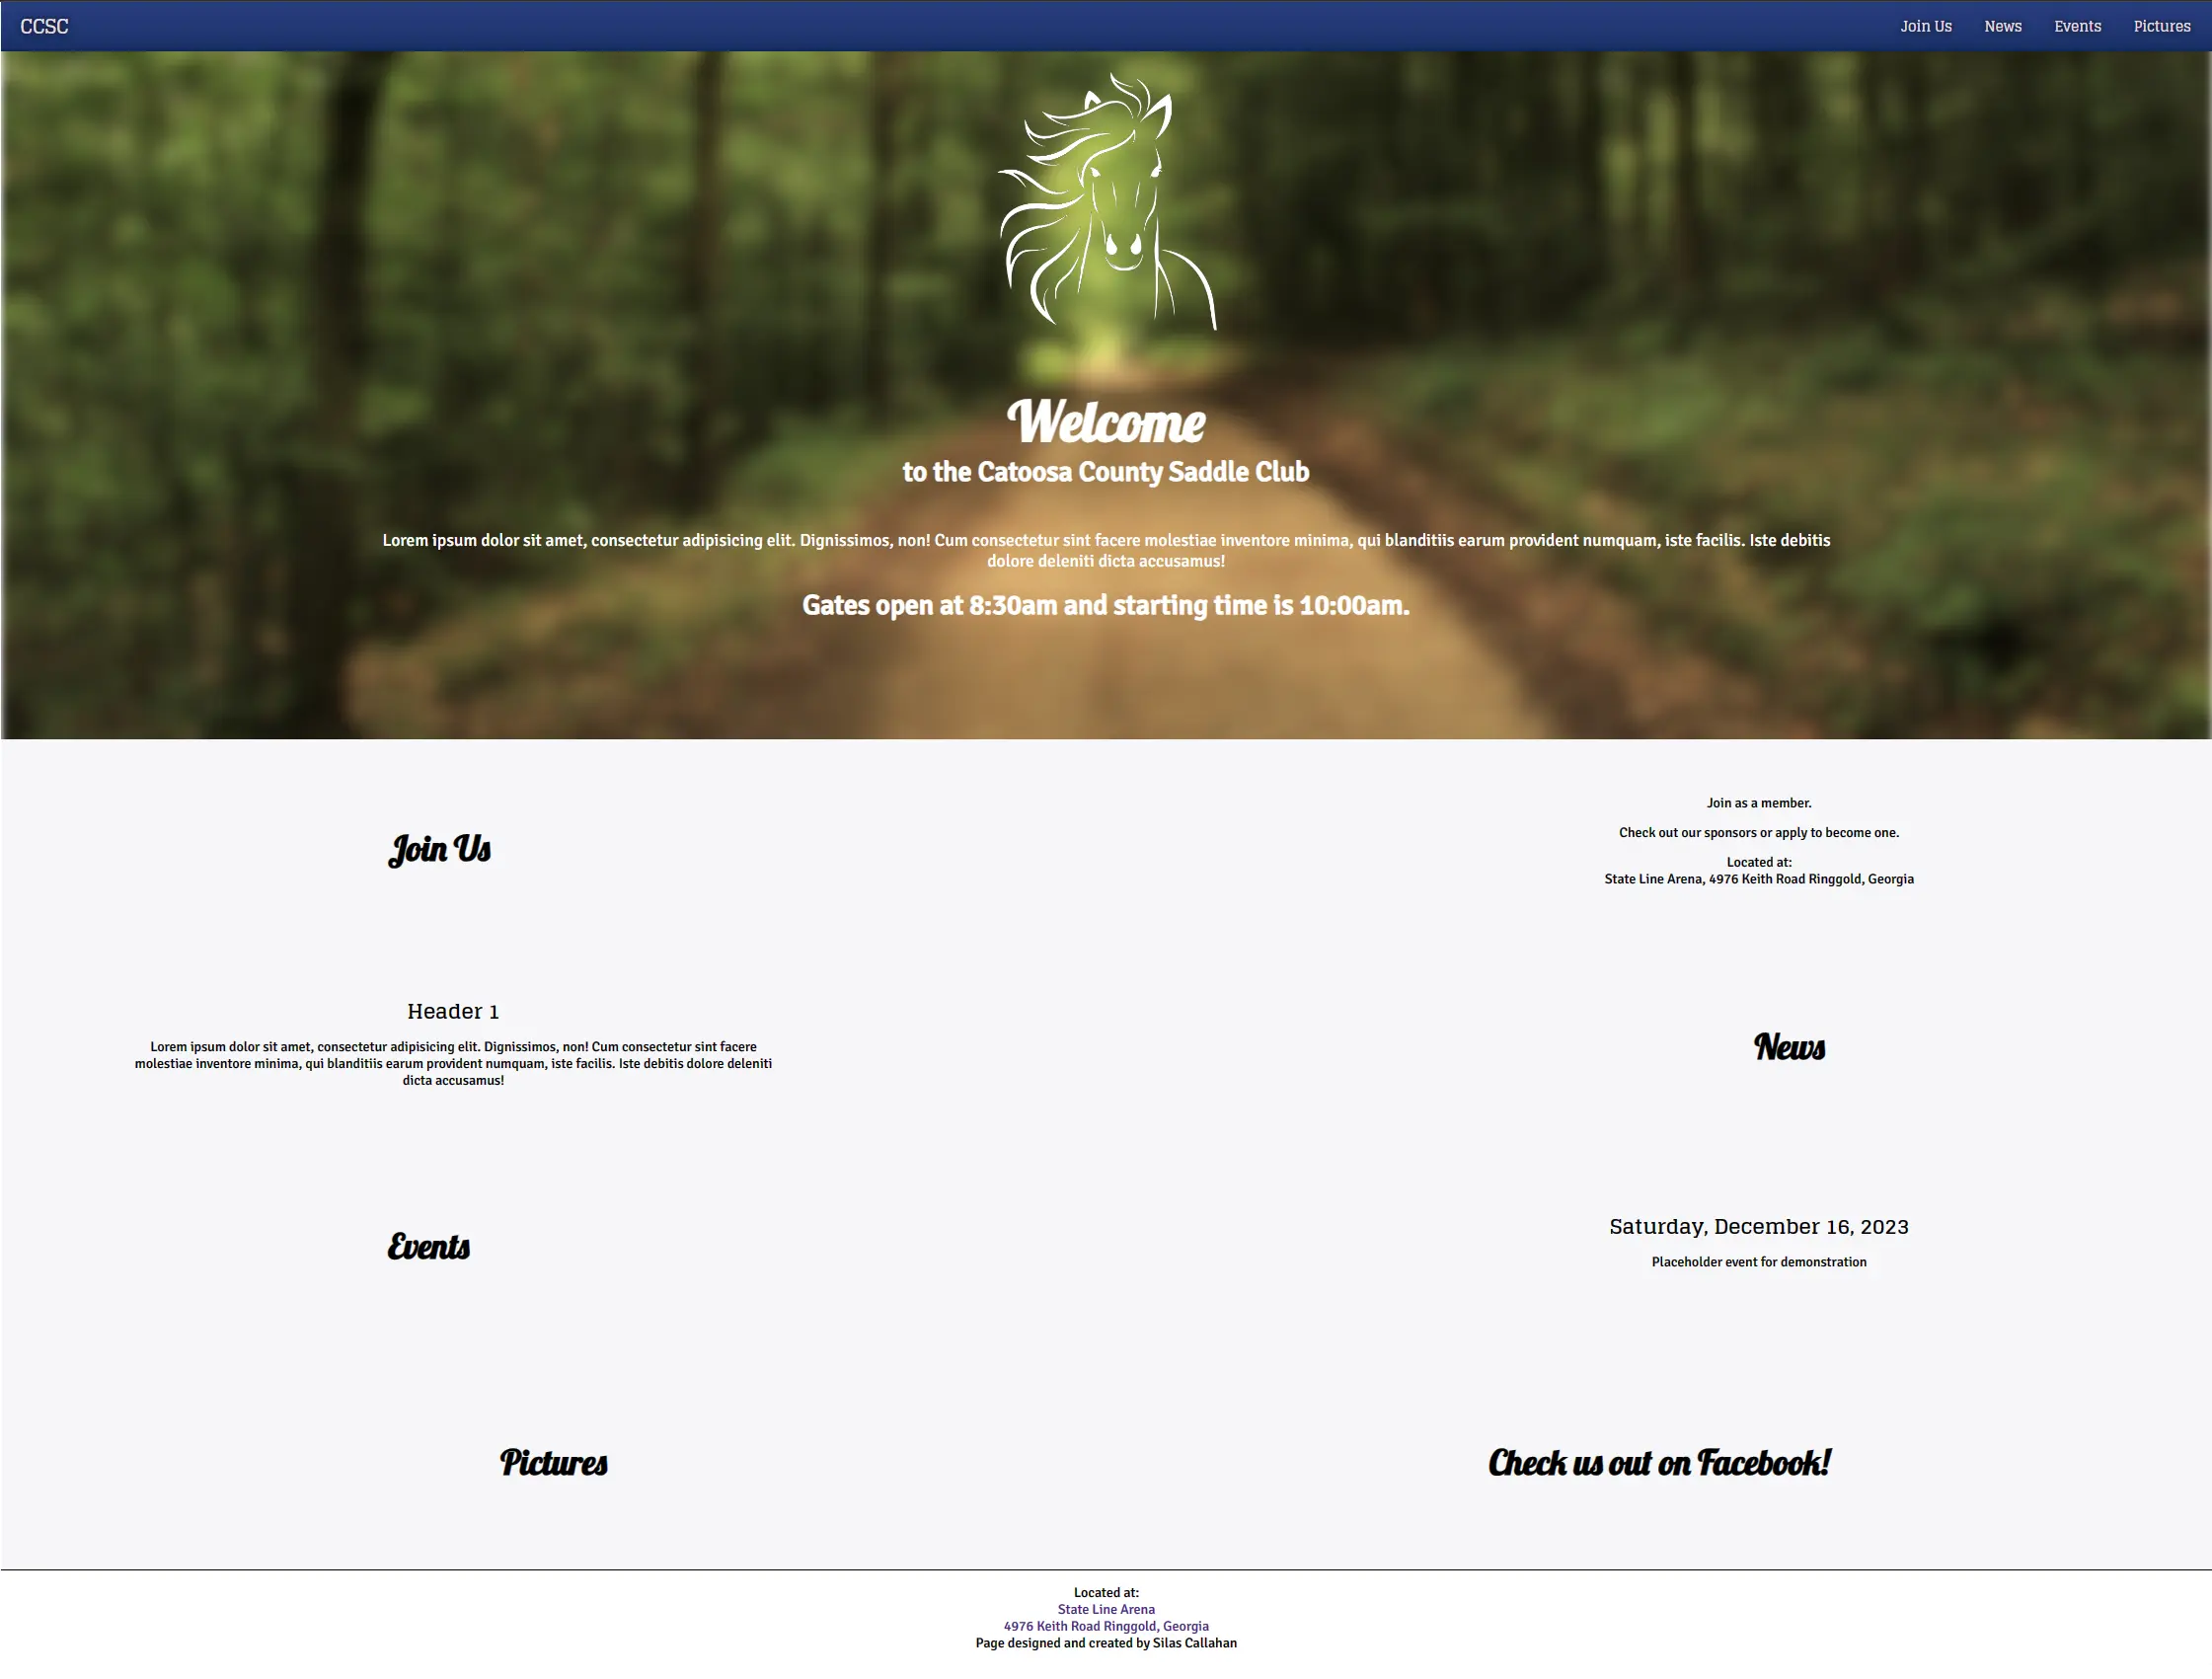 CCSC
Join Us
News
Events
Pictures
Welcome
to the Catoosa County Saddle Club
Lorem ipsum dolor sit amet, consectetur adipisicing elit. Dignissimos, non! Cum consectetur sint facere molestiae inventore minima, qui blanditiis earum provident numquam, iste facilis. Iste debitis
dolore deleniti dicta accusamus!
Gates open at 8:30am and starting time is 10:00am.
Join Us
Join as a member.
Check out our sponsors or apply to become one.
Located at:
State Line Arena, 4976 Keith Road Ringgold, Georgia
Header 1
Lorem ipsum dolor sit amet, consectetur adipisicing elit. Dignissimos, non! Cum consectetur sint facere
molestiae inventore minima, qui blanditiis earum provident numquam, iste facilis. Iste debitis dolore deleniti
dicta accusamus!
News
Events
Saturday, December 16, 2023
Placeholder event for demonstration
Pictures
Check us out on Facebook!
Located at:
State Line Arena
4976 Keith Road Ringgold, Georgia
Page designed and created by Silas Callahan